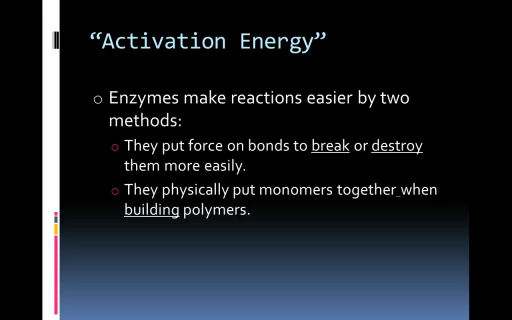 “Activation Energy”
Enzymes make reactions easier by two
methods:
They put force on bonds to break or destroy
them more easily.
They physically put monomers together when
building polymers.